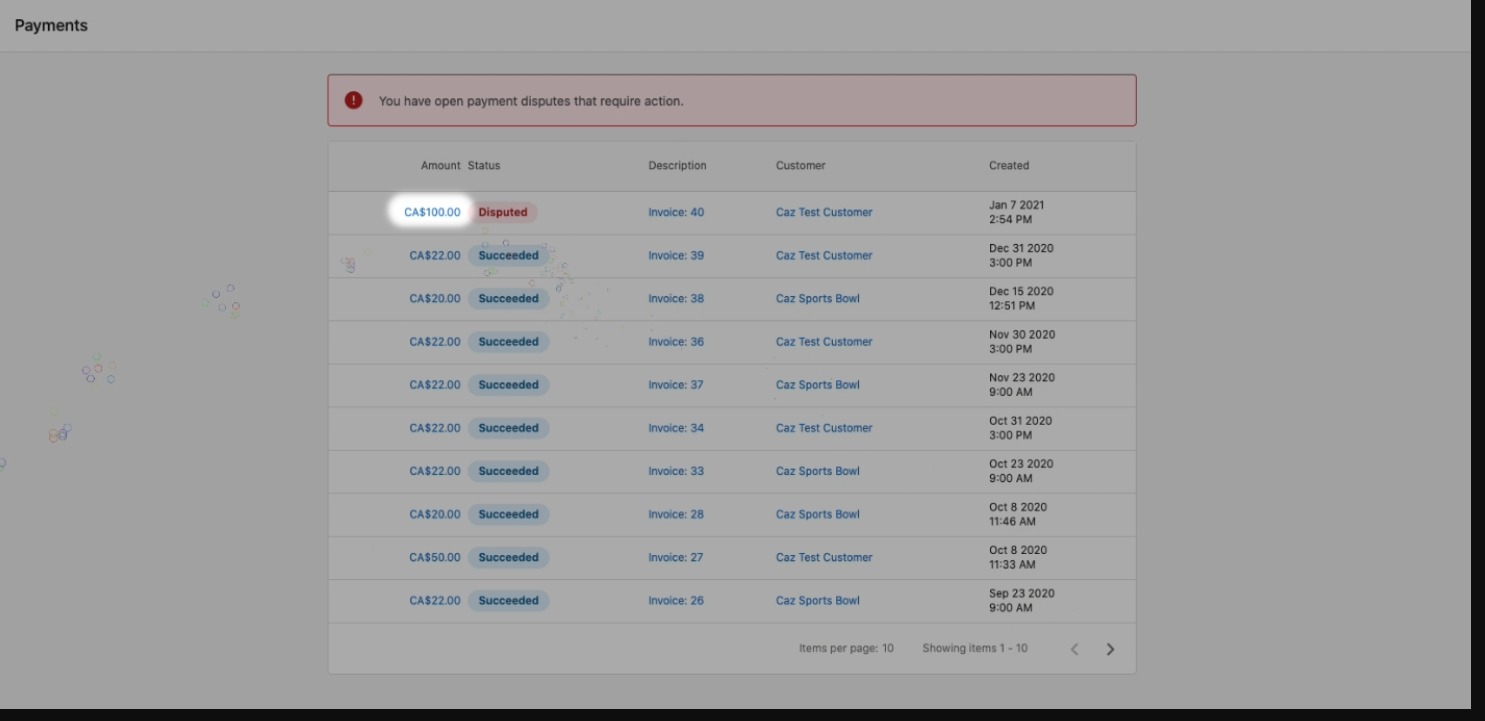 Payments
You have open payment disputes that require action.
Amount Status Description Customer Created
CA$100.00 Disputed Invoice: 40 Caz Test Customer Jan 7 2021
2:54 PM
CA$22.00 Succeeded Invoice: 39 Caz Test Customer Dec 31 2020
3:00 PM
CA$20.00 Succeeded Invoice: 38 Caz Sports Bowl Dec 15 2020
12:51 PM
CA$22.00 Succeeded Invoice: 36 Caz Test Customer Nov 30 2020
3:00 PM
CA$22.00 Succeeded Invoice: 37 Caz Sports Bowl Nov 23 2020
9:00 AM
CA$22.00 Succeeded Invoice: 34 Caz Test Customer Oct 31 2020
3:00 PM
CA$22.00 Succeeded Invoice: 33 Caz Sports Bowl Oct 23 2020
9:00 AM
CA$20.00 Succeeded Invoice: 28 Caz Sports Bowl Oct 8 2020
11:46 AM
CA$50.00 Succeeded Invoice: 27 Caz Test Customer Oct 8 2020
11:33 AM
CA$22.00 Succeeded Invoice: 26 Caz Sports Bowl Sep 23 2020
9:00 AM
Items per page: 10 Showing items 1 - 10